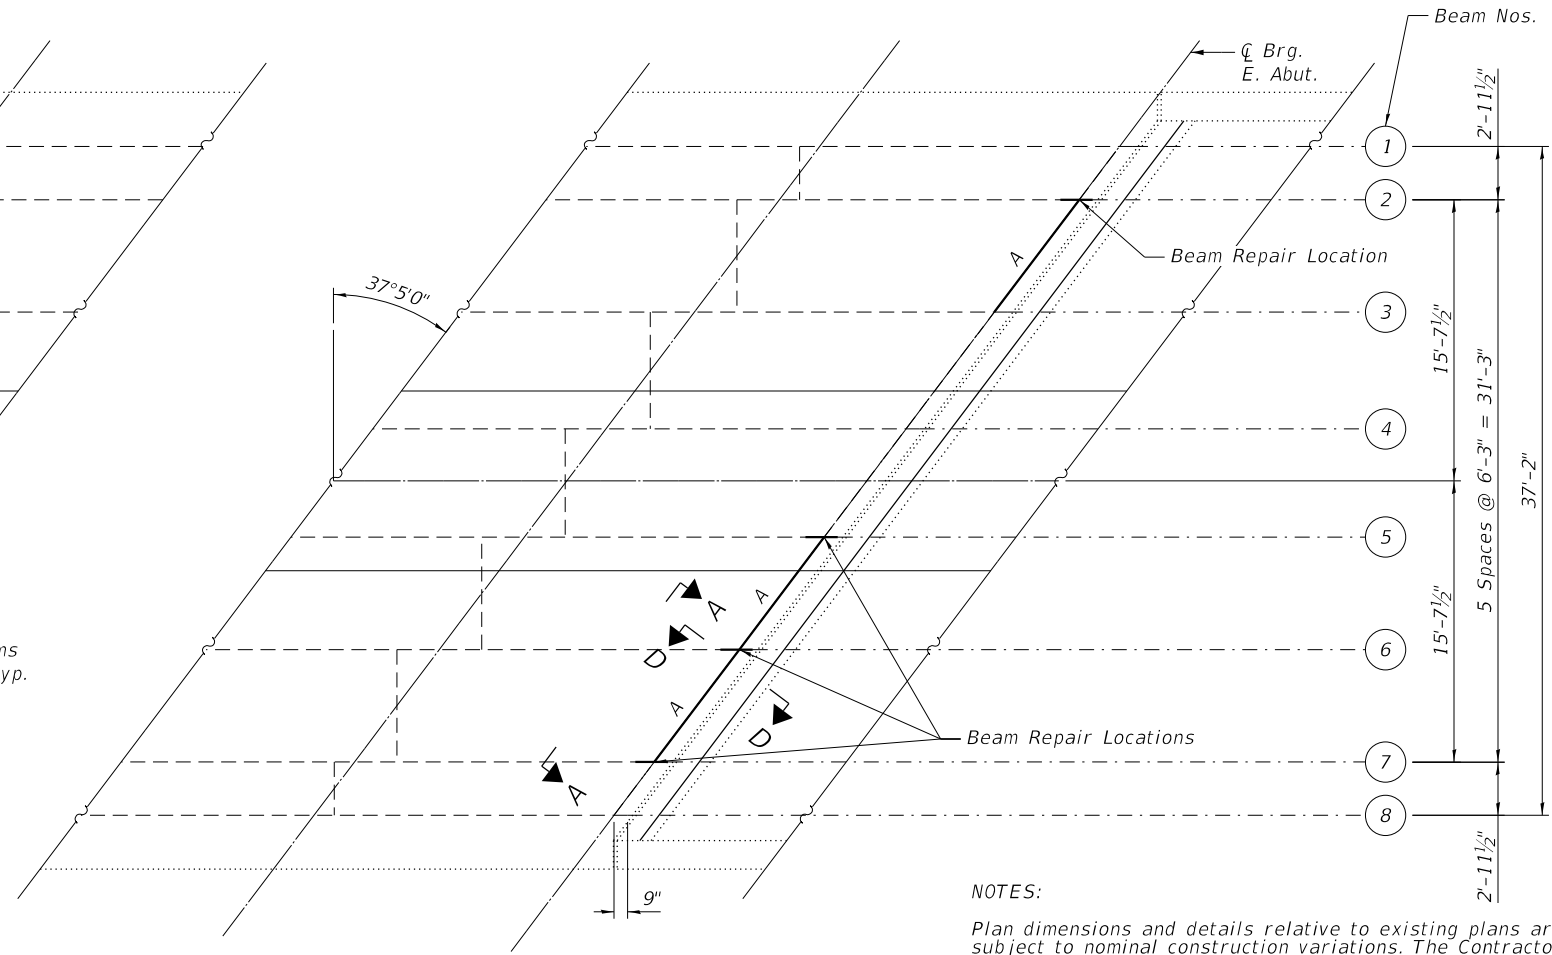 Beam Nos.
℄ Brg.
E. Abut.
2'-11½"
1
2
Beam Repair Location
A
37°5'0"
3
15'-7½"
4
5 Spaces @ 6'-3" = 31'-3"
37'-2"
5
A
A
D
15'-7½"
ms
yp.
6
A
D
Beam Repair Locations
7
A
8
2'-11½"
9"
NOTES:
Plan dimensions and details relative to existing plans ar
subject to nominal construction variations. The Contracto